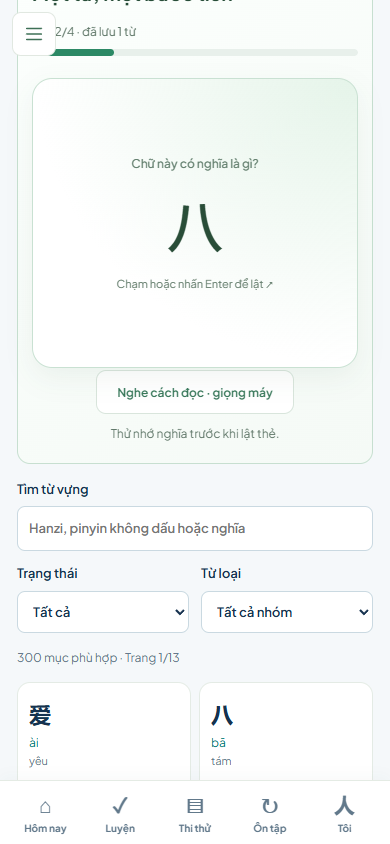 2/4 · đã lưu 1 từ
Chữ này có nghĩa là gì?
八
Chạm hoặc nhấn Enter để lật ↗
Nghe cách đọc · giọng máy
Thử nhớ nghĩa trước khi lật thẻ.
Tìm từ vựng
Hanzi, pinyin không dấu hoặc nghĩa
Trạng thái
Từ loại
Tất cả
Tất cả nhóm
300 mục phù hợp · Trang 1/13
爱
ài
yêu
八
bā
tám
Hôm nay
Luyện
Thi thử
Ôn tập
人
Tôi